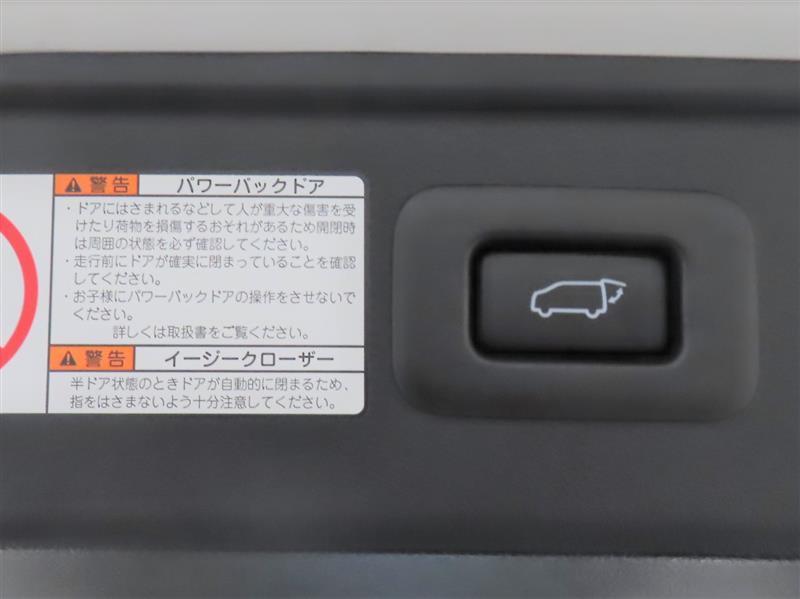 警告 パワーバックドア
・ドアにはさまれるなどして人が重大な傷害を受
けたり荷物を損傷するおそれがあるため開閉時
は周囲の状態を必ず確認してください。
・走行前にドアが確実に閉まっていることを確認
してください。
・お子様にパワーバックドアの操作をさせないで
ください。
詳しくは取扱書をご覧ください。
警告 イージークローザー
半ドア状態のときドアが自動的に閉まるため、
指をはさまないよう十分注意してください。